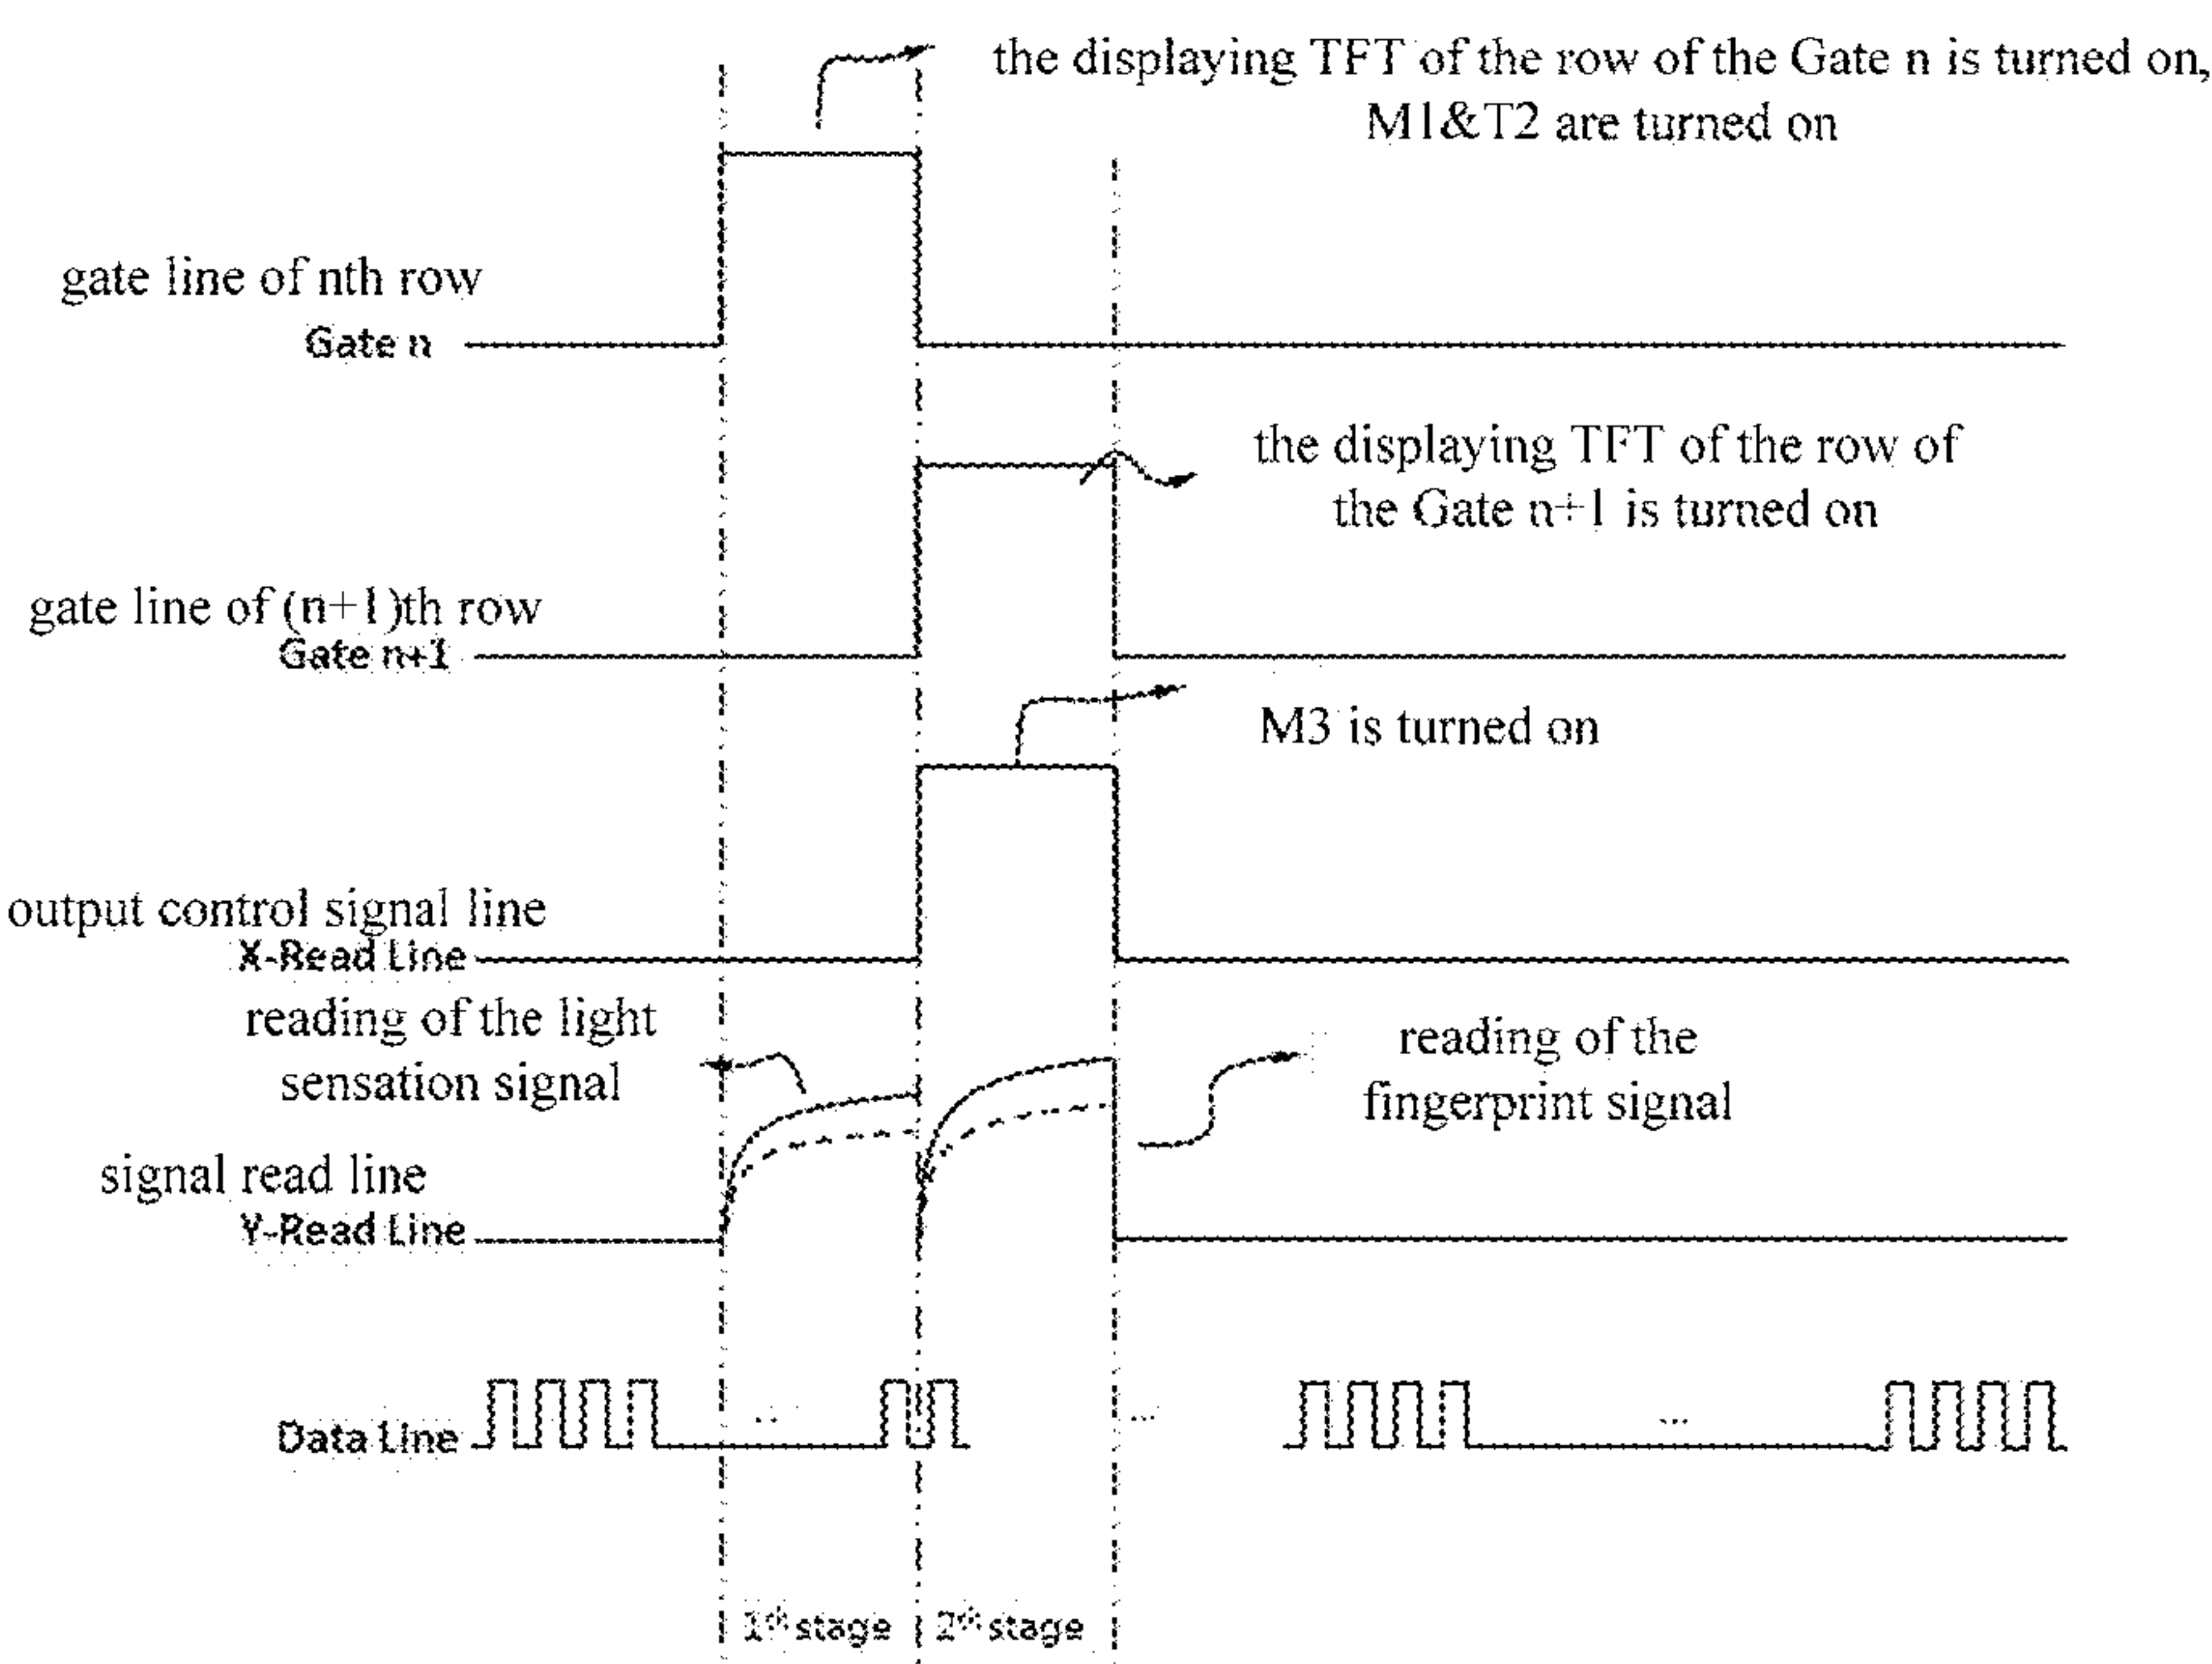 the displaying TFT of the row of the Gate n is turned on,
M1&T2 are turned on
gate line of nth row
Gate n
the displaying TFT of the row of
the Gate n+1 is turned on
gate line of (n+1)th row
Gate n+1
M3 is turned on
output control signal line
X-Read Line
reading of the light
sensation signal
reading of the
fingerprint signal
signal read line
Y-Read Line
...
...
...
Data Line
1st stage 2th stage